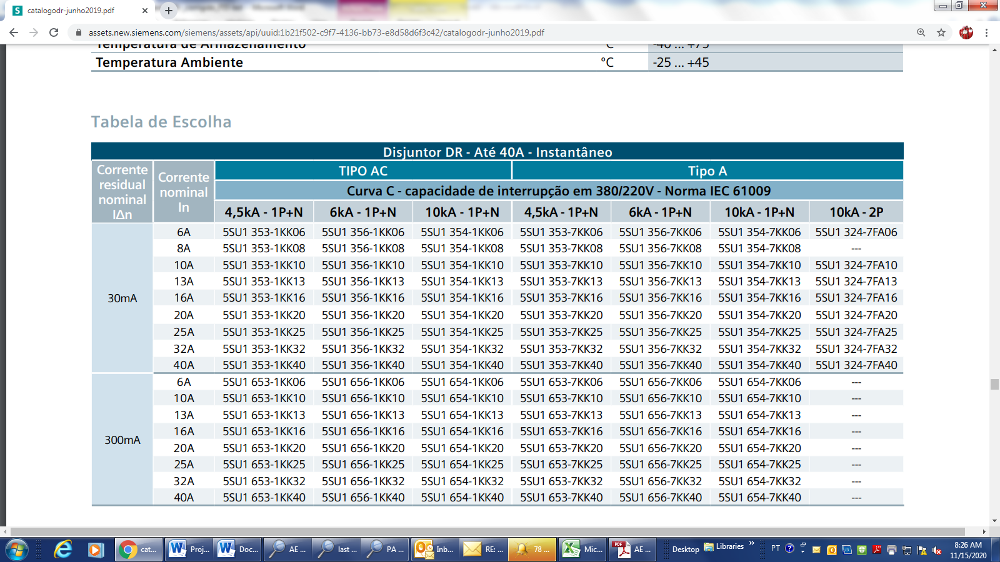 catalogodr-junho2019.pdf
assets.new.siemens.com/siemens/assets/api/uuid:1b21f502-c9f7-4136-bb73-e8d58d6f3c42/catalogodr-junho2019.pdf
Temperatura de Armazenamento °C -40 ... +75
Temperatura Ambiente ºC -25 ... +45
Tabela de Escolha
Disjuntor DR - Até 40A - Instantâneo
Corrente residual nominal I∆n Corrente nominal In TIPO AC Tipo A
Curva C - capacidade de interrupção em 380/220V - Norma IEC 61009
4,5kA - 1P+N 6kA - 1P+N 10kA - 1P+N 4,5kA - 1P+N 6kA - 1P+N 10kA - 1P+N 10kA - 2P
30mA
6A 5SU1 353-1KK06 5SU1 356-1KK06 5SU1 354-1KK06 5SU1 353-7KK06 5SU1 356-7KK06 5SU1 354-7KK06 5SU1 324-7FA06
8A 5SU1 353-1KK08 5SU1 356-1KK08 5SU1 354-1KK08 5SU1 353-7KK08 5SU1 356-7KK08 5SU1 354-7KK08 ---
10A 5SU1 353-1KK10 5SU1 356-1KK10 5SU1 354-1KK10 5SU1 353-7KK10 5SU1 356-7KK10 5SU1 354-7KK10 5SU1 324-7FA10
13A 5SU1 353-1KK13 5SU1 356-1KK13 5SU1 354-1KK13 5SU1 353-7KK13 5SU1 356-7KK13 5SU1 354-7KK13 5SU1 324-7FA13
16A 5SU1 353-1KK16 5SU1 356-1KK16 5SU1 354-1KK16 5SU1 353-7KK16 5SU1 356-7KK16 5SU1 354-7KK16 5SU1 324-7FA16
20A 5SU1 353-1KK20 5SU1 356-1KK20 5SU1 354-1KK20 5SU1 353-7KK20 5SU1 356-7KK20 5SU1 354-7KK20 5SU1 324-7FA20
25A 5SU1 353-1KK25 5SU1 356-1KK25 5SU1 354-1KK25 5SU1 353-7KK25 5SU1 356-7KK25 5SU1 354-7KK25 5SU1 324-7FA25
32A 5SU1 353-1KK32 5SU1 356-1KK32 5SU1 354-1KK32 5SU1 353-7KK32 5SU1 356-7KK32 5SU1 354-7KK32 5SU1 324-7FA32
40A 5SU1 353-1KK40 5SU1 356-1KK40 5SU1 354-1KK40 5SU1 353-7KK40 5SU1 356-7KK40 5SU1 354-7KK40 5SU1 324-7FA40
300mA
6A 5SU1 653-1KK06 5SU1 656-1KK06 5SU1 654-1KK06 5SU1 653-7KK06 5SU1 656-7KK06 5SU1 654-7KK06 ---
10A 5SU1 653-1KK10 5SU1 656-1KK10 5SU1 654-1KK10 5SU1 653-7KK10 5SU1 656-7KK10 5SU1 654-7KK10 ---
13A 5SU1 653-1KK13 5SU1 656-1KK13 5SU1 654-1KK13 5SU1 653-7KK13 5SU1 656-7KK13 5SU1 654-7KK13 ---
16A 5SU1 653-1KK16 5SU1 656-1KK16 5SU1 654-1KK16 5SU1 653-7KK16 5SU1 656-7KK16 5SU1 654-7KK16 ---
20A 5SU1 653-1KK20 5SU1 656-1KK20 5SU1 654-1KK20 5SU1 653-7KK20 5SU1 656-7KK20 5SU1 654-7KK20 ---
25A 5SU1 653-1KK25 5SU1 656-1KK25 5SU1 654-1KK25 5SU1 653-7KK25 5SU1 656-7KK25 5SU1 654-7KK25 ---
32A 5SU1 653-1KK32 5SU1 656-1KK32 5SU1 654-1KK32 5SU1 653-7KK32 5SU1 656-7KK32 5SU1 654-7KK32 ---
40A 5SU1 653-1KK40 5SU1 656-1KK40 5SU1 654-1KK40 5SU1 653-7KK40 5SU1 656-7KK40 5SU1 654-7KK40 ---
cat... Proj... Doc... AE ... last ... PA ... Inb... RE: ... 78 ... Mic... AE ... Desktop Libraries » PT 8:26 AM
11/15/2020